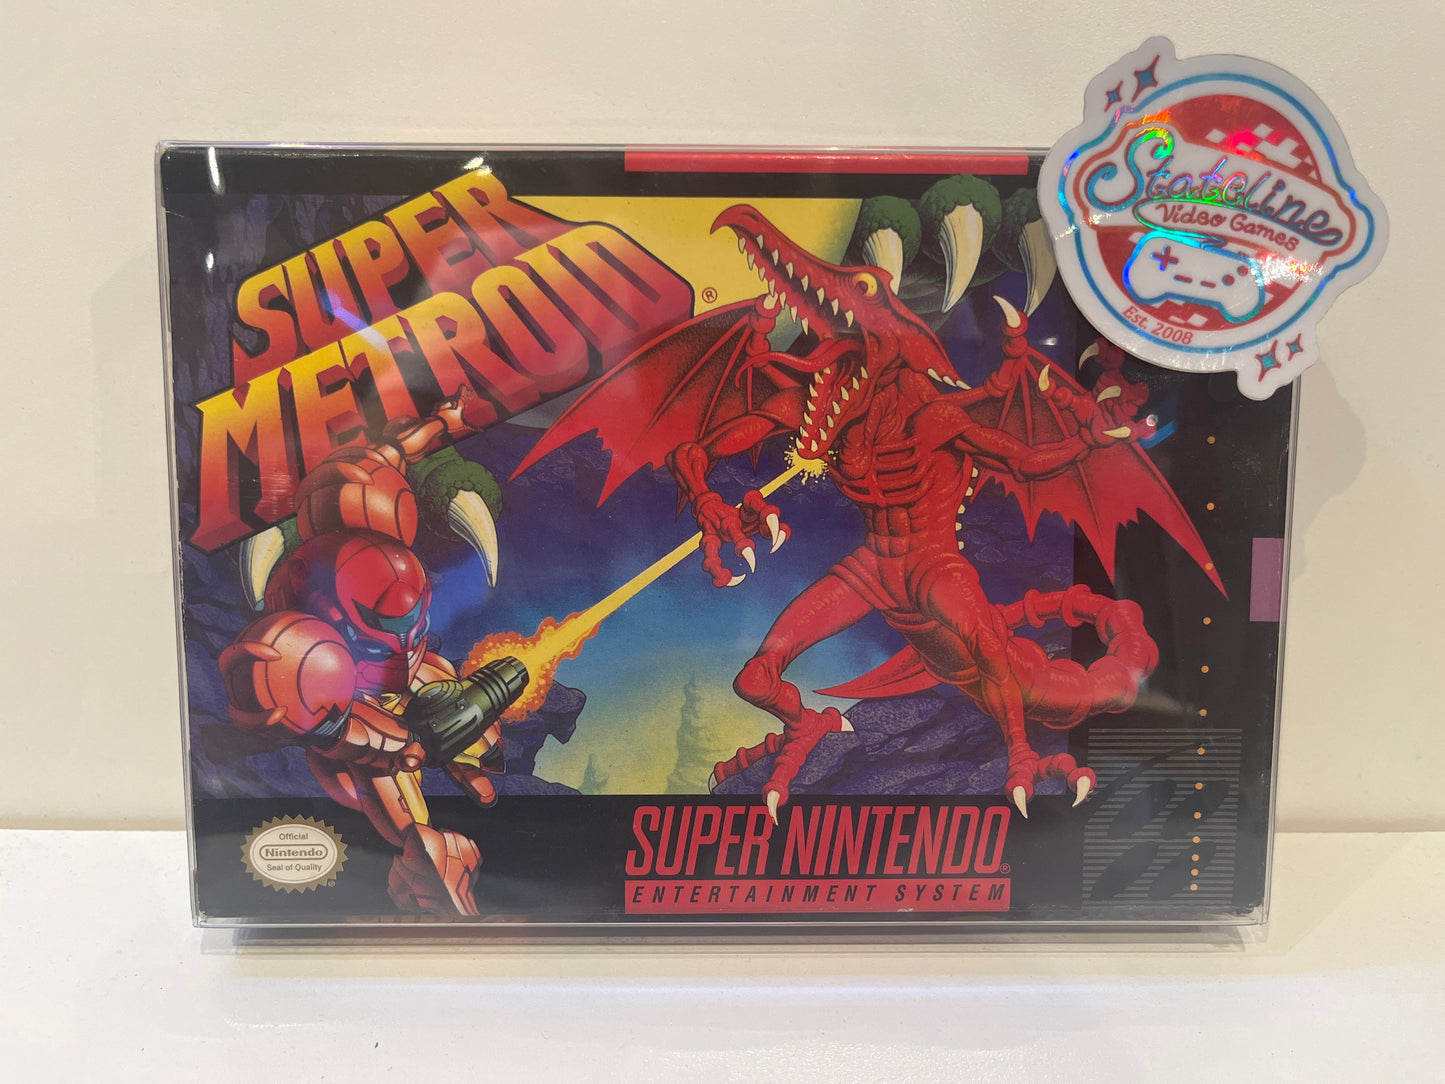 SUPER
METROID
®
Stateline
Video Games
Est. 2008
Official
Nintendo
Seal of Quality
®
SUPER NINTENDO®
ENTERTAINMENT SYSTEM